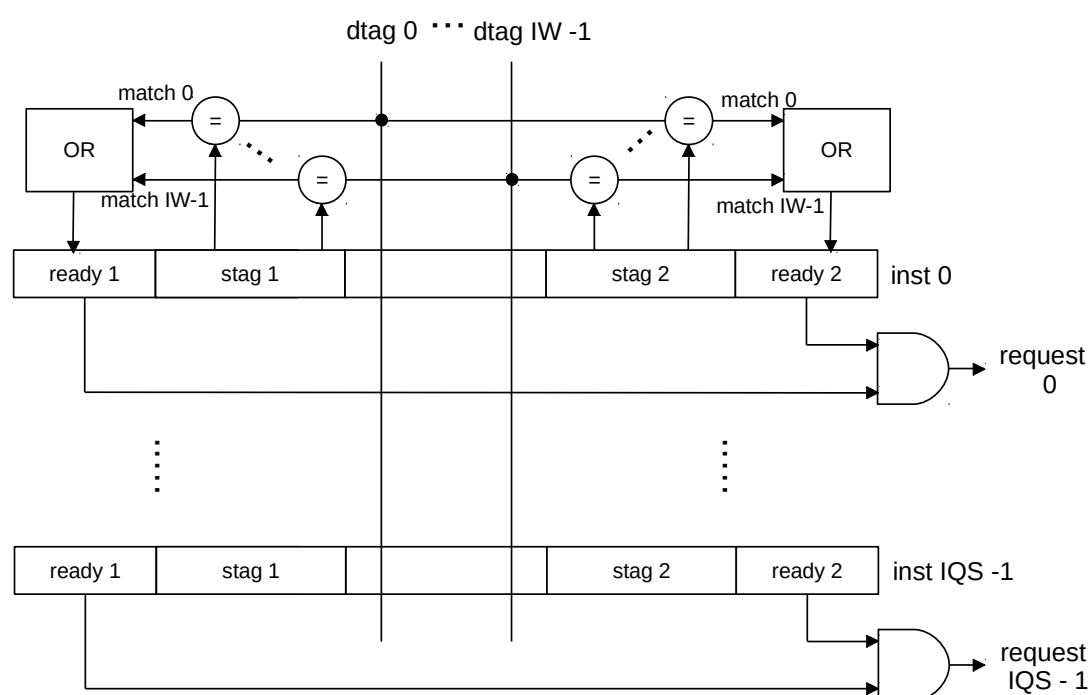 dtag 0 ··· dtag IW -1
match 0 = = match 0
OR OR
= =
match IW-1 match IW-1
ready 1 stag 1 stag 2 ready 2 inst 0
request
0
ready 1 stag 1 stag 2 ready 2 inst IQS -1
request
IQS - 1